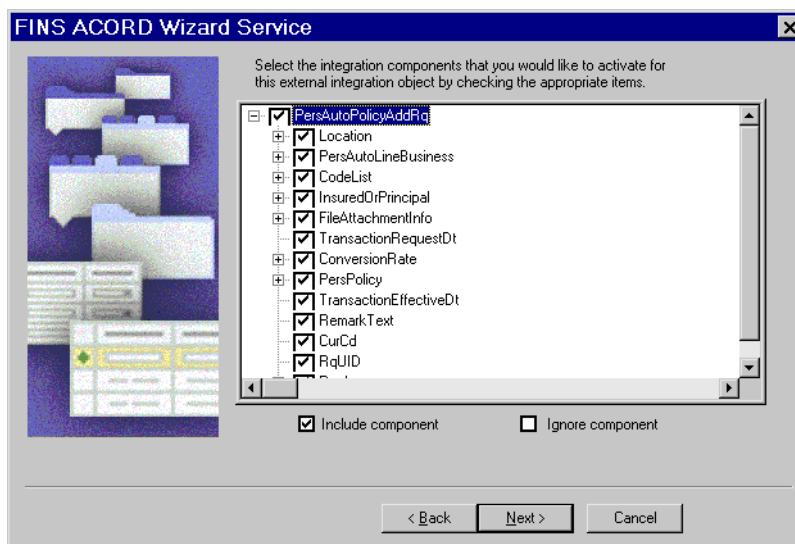 FINS ACORD Wizard Service
Select the integration components that you would like to activate for
this external integration object by checking the appropriate items.
PersAutoPolicyAddRq
Location
PersAutoLineBusiness
CodeList
InsuredOrPrincipal
FileAttachmentInfo
TransactionRequestDt
ConversionRate
PersPolicy
TransactionEffectiveDt
RemarkText
CurCd
RqUID
Include component
Ignore component
< Back
Next >
Cancel